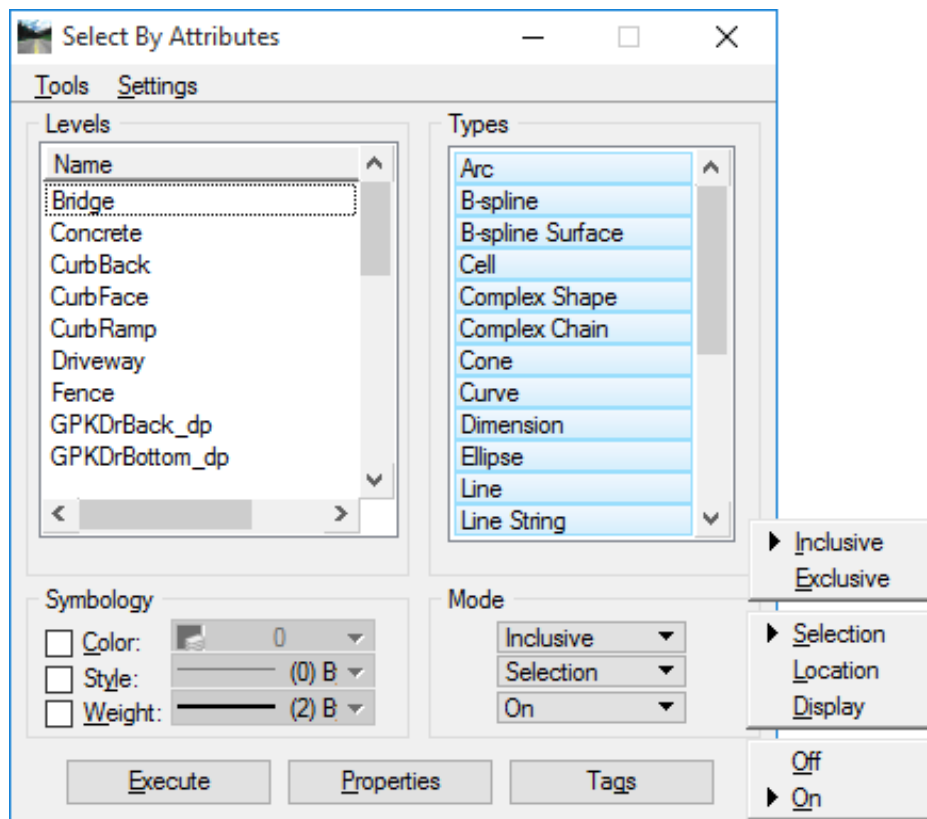 Select By Attributes
Tools Settings
Levels
Name
Bridge
Concrete
CurbBack
CurbFace
CurbRamp
Driveway
Fence
GPKDrBack_dp
GPKDrBottom_dp
Types
Arc
B-spline
B-spline Surface
Cell
Complex Shape
Complex Chain
Cone
Curve
Dimension
Ellipse
Line
Line String
Symbology
Color: 0
Style: (0) B
Weight: (2) B
Mode
Inclusive
Selection
On
Inclusive
Exclusive
Selection
Location
Display
Off
On
Execute Properties Tags